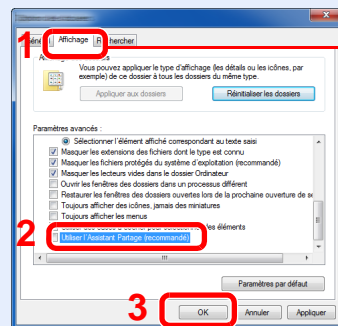 1
Général Affichage Rechercher
Vous pouvez appliquer le type d'affichage (les détails ou les icônes, par
exemple) de ce dossier à tous les dossiers du même type.
Appliquer aux dossiers Réinitialiser les dossiers
Paramètres avancés :
Sélectionner l'élément affiché correspondant au texte saisi
Masquer les extensions des fichiers dont le type est connu
Masquer les fichiers protégés du système d'exploitation (recommandé)
Masquer les lecteurs vides dans le dossier Ordinateur
Ouvrir les fenêtres des dossiers dans un processus différent
Restaurer les fenêtres des dossiers ouvertes lors de la prochaine ouverture de se
Toujours afficher des icônes, jamais des miniatures
Toujours afficher les menus
les éléments
2
Utiliser l'Assistant Partage (recommandé)
Paramètres par défaut
3
OK Annuler Appliquer